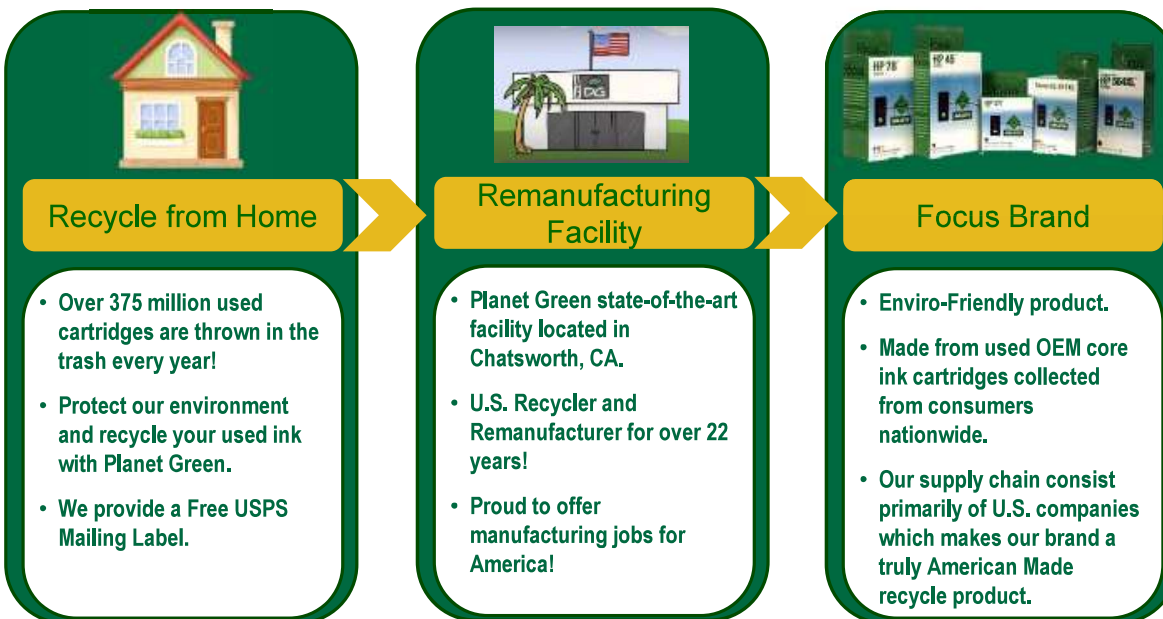 HP 78
HP 45
Recycle from Home
Remanufacturing
Facility
Focus Brand
• Over 375 million used
cartridges are thrown in the
trash every year!
• Protect our environment
and recycle your used ink
with Planet Green.
• We provide a Free USPS
Mailing Label.
• Planet Green state-of-the-art
facility located in
Chatsworth, CA.
• U.S. Recycler and
Remanufacturer for over 22
years!
• Proud to offer
manufacturing jobs for
America!
• Enviro-Friendly product.
• Made from used OEM core
ink cartridges collected
from consumers
nationwide.
• Our supply chain consist
primarily of U.S. companies
which makes our brand a
truly American Made
recycle product.